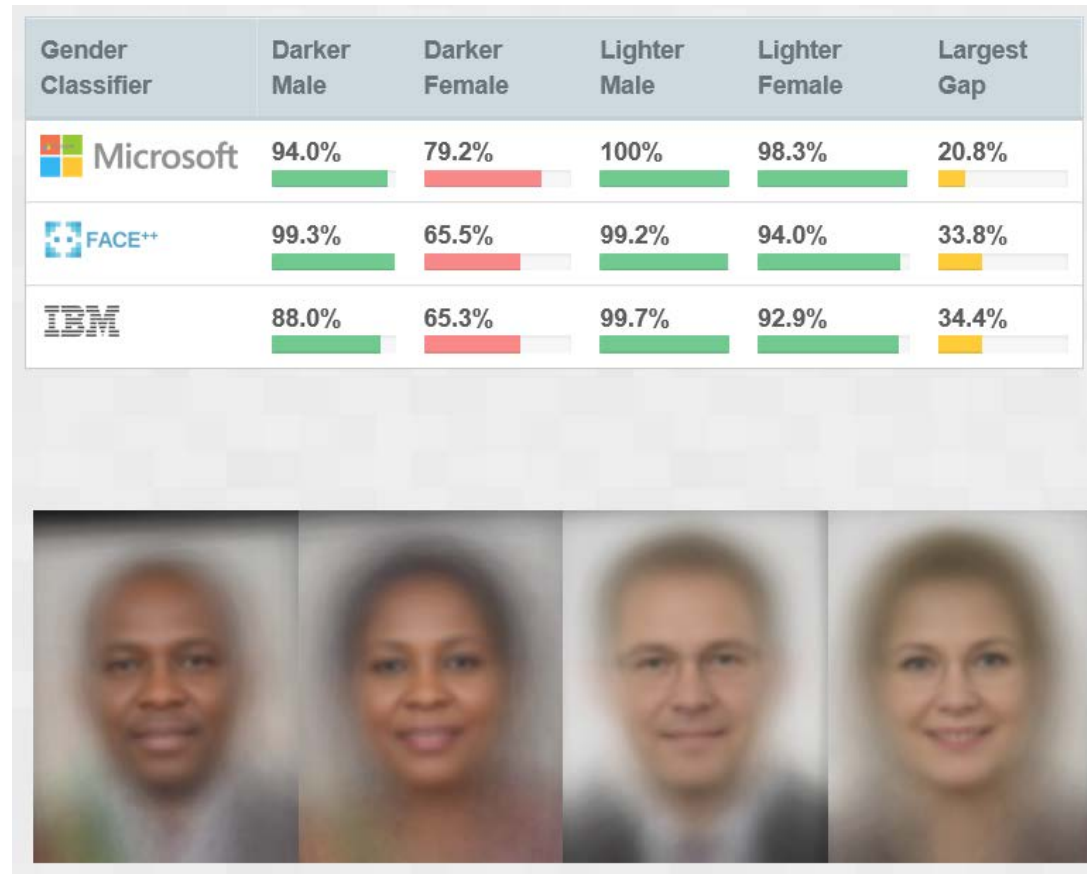 Gender Classifier
Darker Male
Darker Female
Lighter Male
Lighter Female
Largest Gap
Microsoft 94.0% 79.2% 100% 98.3% 20.8%
FACE++ 99.3% 65.5% 99.2% 94.0% 33.8%
IBM 88.0% 65.3% 99.7% 92.9% 34.4%